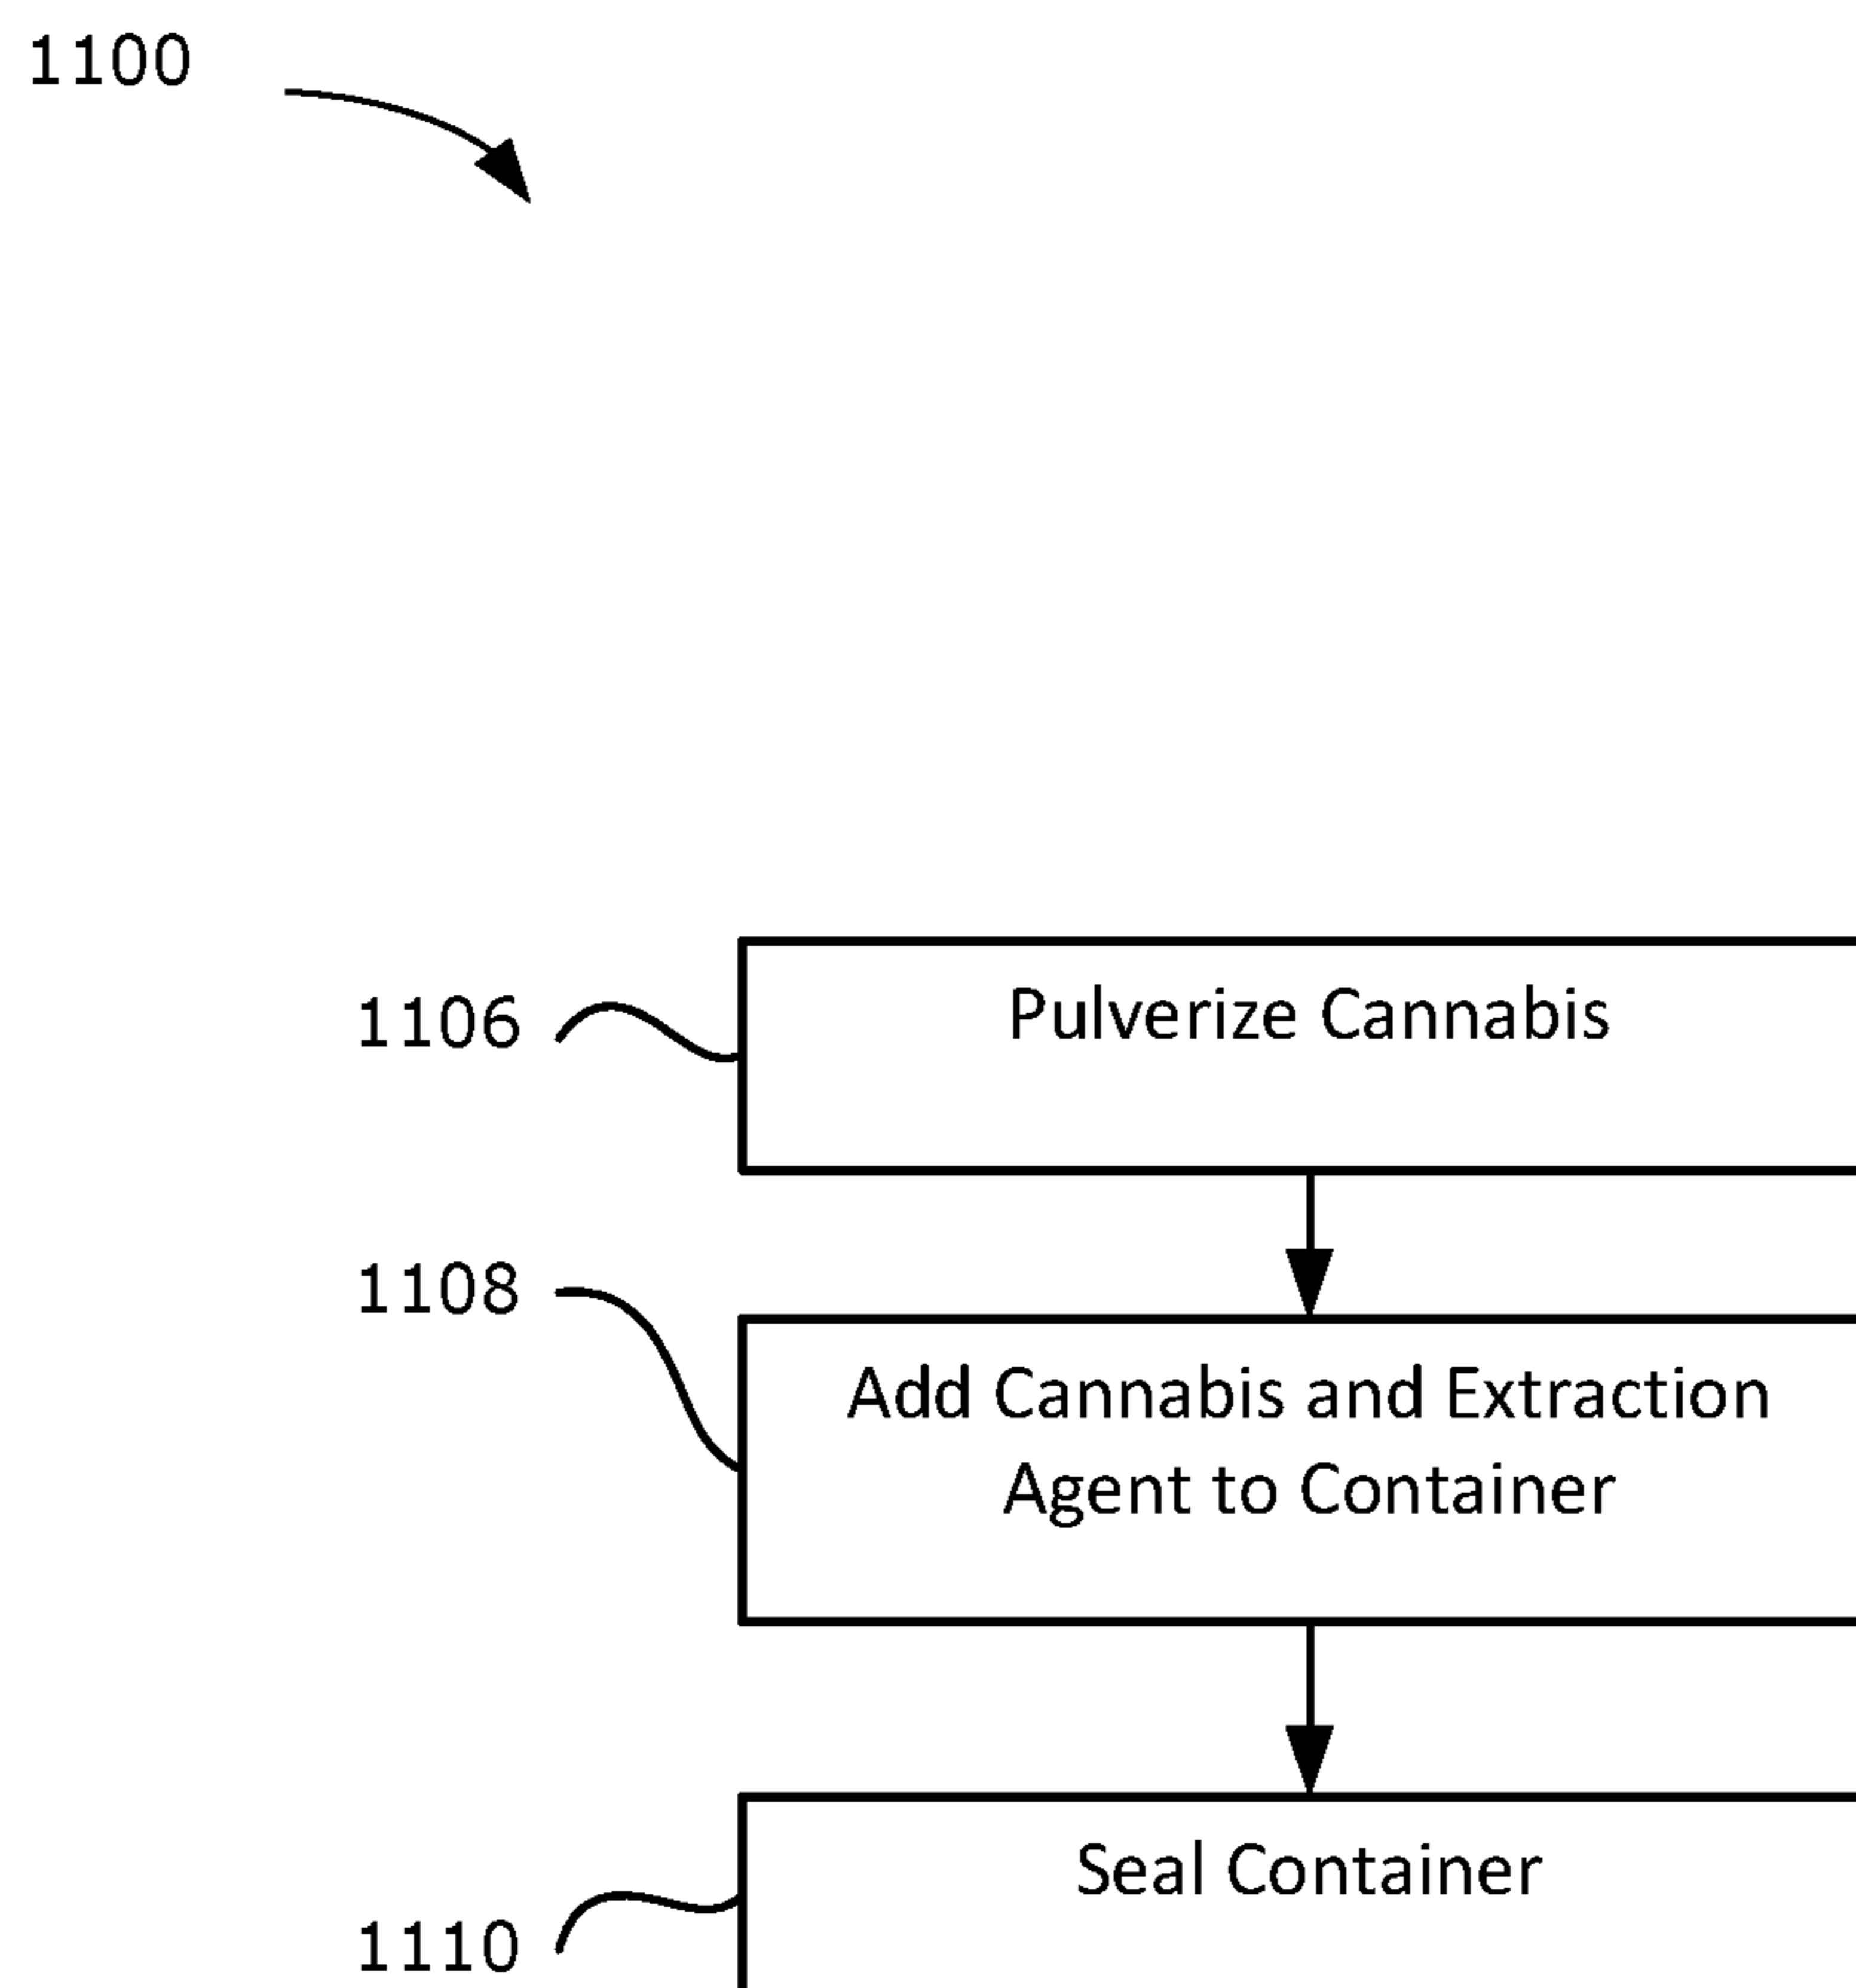 1100
1106
Pulverize Cannabis
1108
Add Cannabis and Extraction
Agent to Container
Seal Container
1110